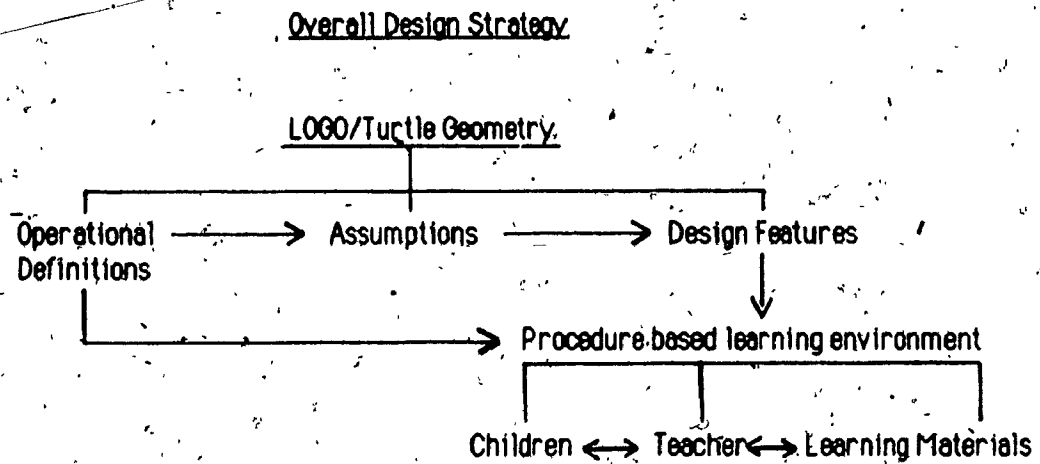 Overall Design Strategy
LOGO/Turtle Geometry
Operational Definitions
Assumptions
Design Features
Procedure based learning environment
Children
Teacher
Learning Materials